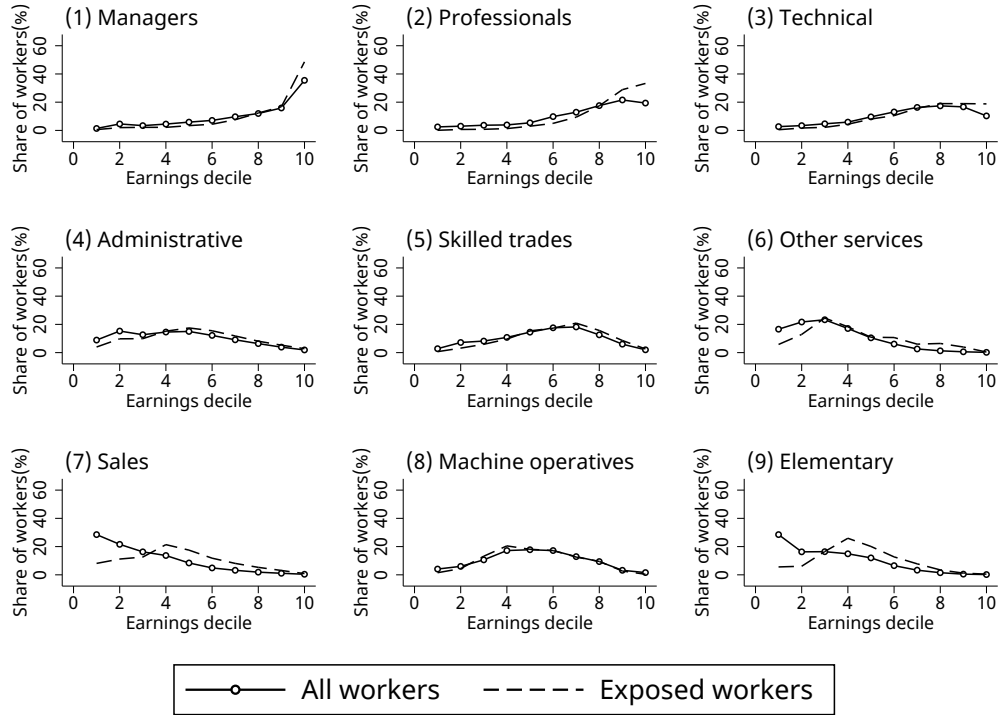 (1) Managers
Share of workers(%)
0 20 40 60
0 2 4 6 8 10
Earnings decile
(2) Professionals
Share of workers(%)
0 20 40 60
0 2 4 6 8 10
Earnings decile
(3) Technical
Share of workers(%)
0 20 40 60
0 2 4 6 8 10
Earnings decile
(4) Administrative
Share of workers(%)
0 20 40 60
0 2 4 6 8 10
Earnings decile
(5) Skilled trades
Share of workers(%)
0 20 40 60
0 2 4 6 8 10
Earnings decile
(6) Other services
Share of workers(%)
0 20 40 60
0 2 4 6 8 10
Earnings decile
(7) Sales
Share of workers(%)
0 20 40 60
0 2 4 6 8 10
Earnings decile
(8) Machine operatives
Share of workers(%)
0 20 40 60
0 2 4 6 8 10
Earnings decile
(9) Elementary
Share of workers(%)
0 20 40 60
0 2 4 6 8 10
Earnings decile
All workers Exposed workers